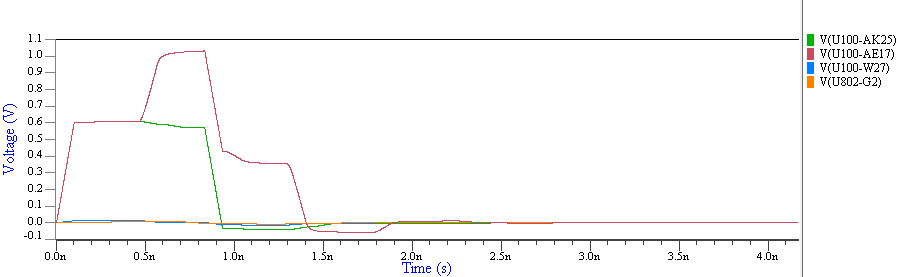 1.1
1.0
0.9
0.8
0.7
0.6
0.5
0.4
0.3
0.2
0.1
0.0
-0.1
Voltage (V)
0.0n 0.5n 1.0n 1.5n 2.0n 2.5n 3.0n 3.5n 4.0n
Time (s)
V(U100-AK25)
V(U100-AE17)
V(U100-W27)
V(U802-G2)